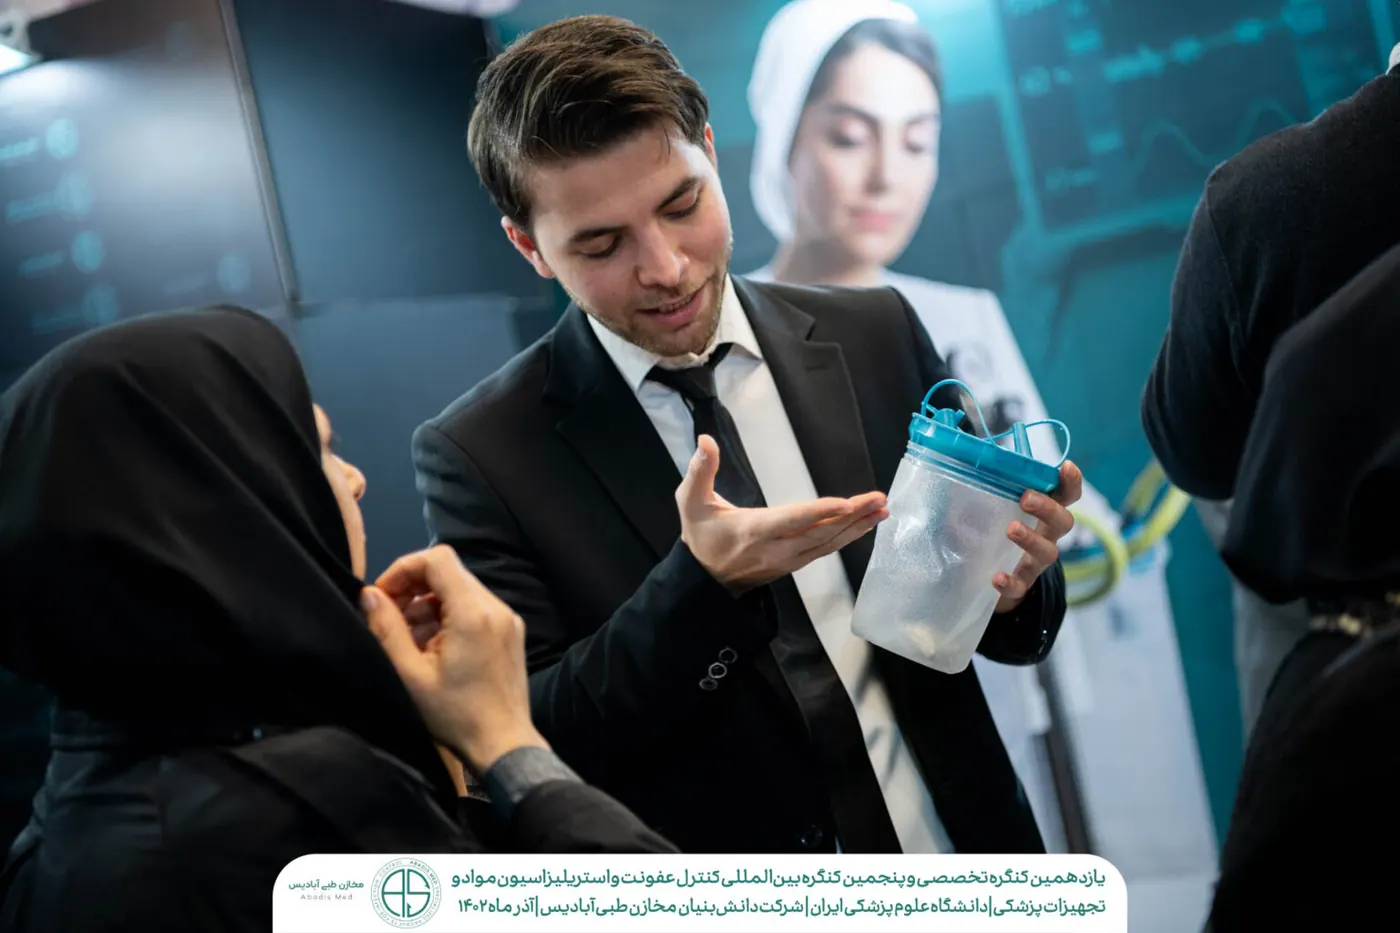 یازدهمین کنگره تخصصی و پنجمین کنگره بین‌المللی کنترل عفونت و استریلیزاسیون مواد و
تجهیزات پزشکی | دانشگاه علوم پزشکی ایران | شرکت دانش‌بنیان مخازن طبی آبادیس | آذر ماه ۱۴۰۲
مخازن طبی آبادیس
Abadis Med